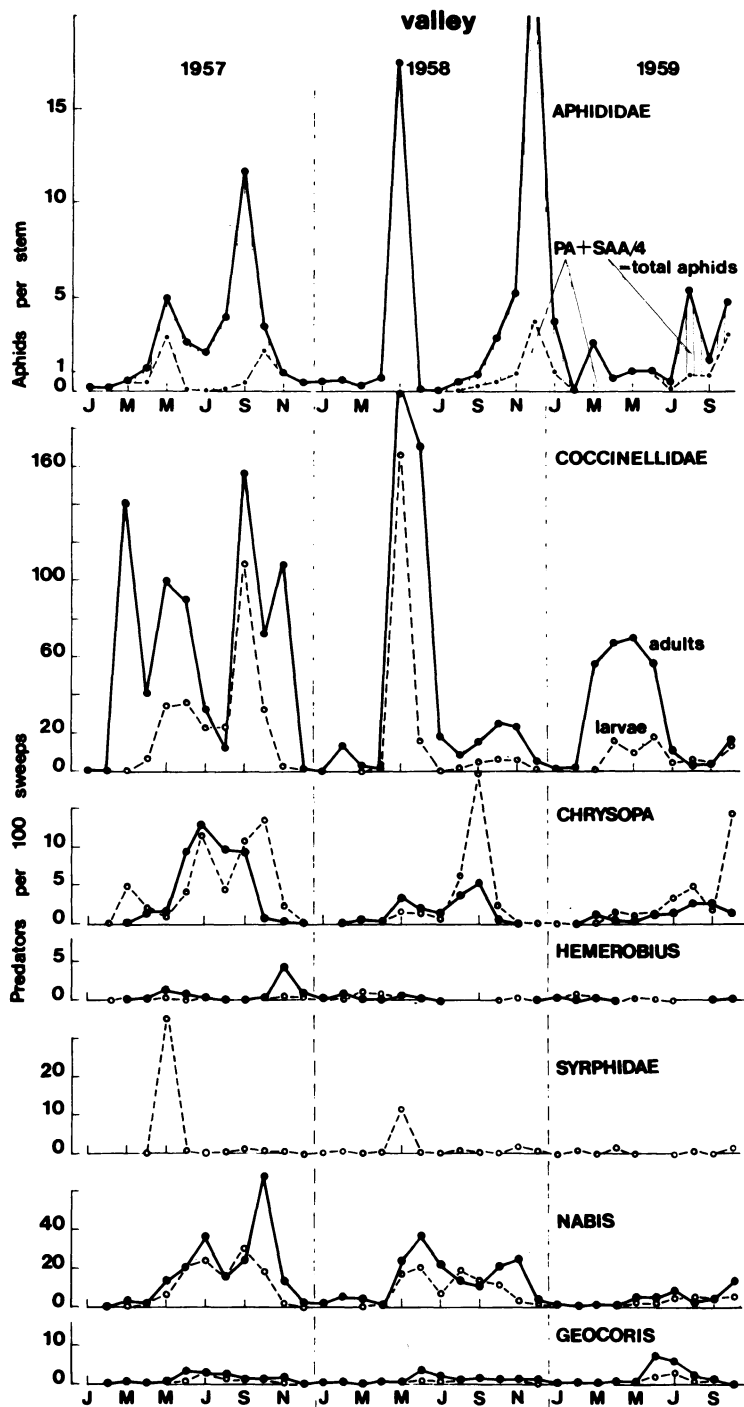 valley
1957 1958 1959
APHIDIDAE
15
10
5
1
0
Aphids per stem
PA+SAA/4
total aphids
J M M J S N J M M J S N J M M J S
COCCINELLIDAE
160
100
60
20
0
adults
larvae
Predators per 100 sweeps
CHRYSOPA
10
5
0
HEMEROBIUS
5
0
SYRPHIDAE
20
10
0
NABIS
40
20
0
GEOCORIS
10
0
J M M J S N J M M J S N J M M J S